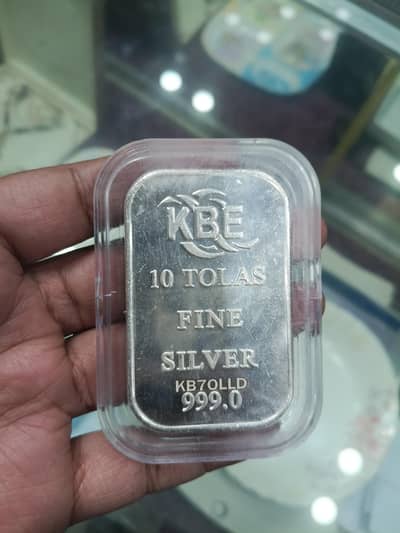 KBE
10 TOLAS
FINE
SILVER
KB7OLLD
999.0